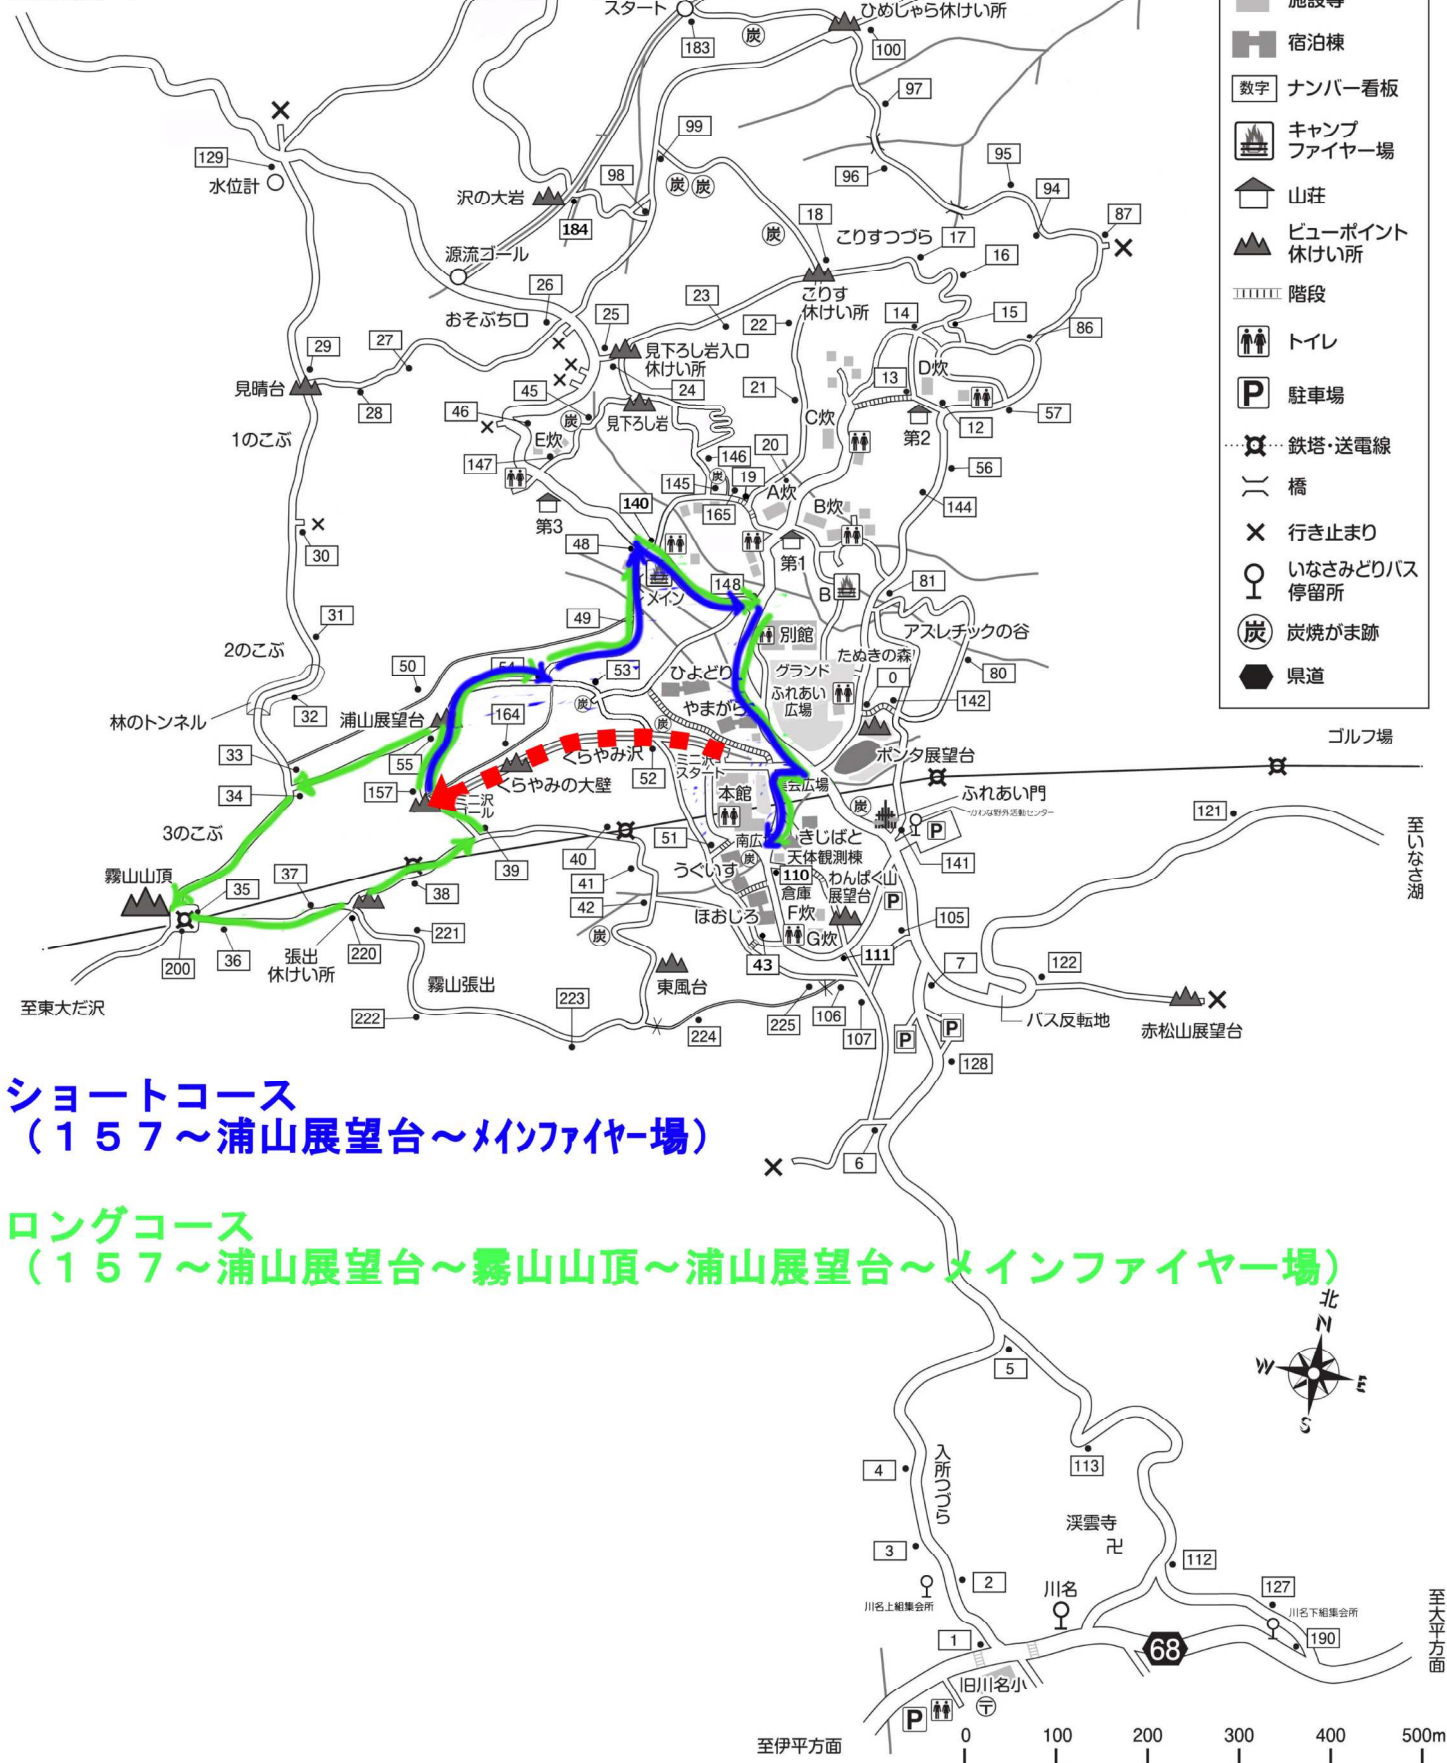 スタート
ひめしゃら休けい所
施設等
183
炭
100
宿泊棟
97
数字
ナンバー看板
99
129
水位計
98
炭
炭
96
95
キャンプ
ファイヤー場
沢の大岩
184
94
87
山荘
18
炭
こりすつづら
17
ビューポイント
休けい所
源流ゴール
16
26
こりす
休けい所
階段
おそぶち口
25
23
22
14
15
86
29
27
見下ろし岩入口
休けい所
トイレ
見晴台
28
45
24
21
13
D炊
駐車場
46
炭
見下ろし岩
C炊
第2
12
57
1のこぶ
E炊
147
146
20
56
鉄塔・送電線
145
炭
19
A炊
144
橋
140
165
B炊
第3
30
48
行き止まり
第1
メイン
148
B
81
いなさみどりバス
停留所
31
49
別館
アスレチックの谷
炭
炭焼がま跡
2のこぶ
50
54
53
ひよどり
グランド
たぬきの森
80
県道
32
林のトンネル
浦山展望台
164
炭
やまがら
ふれあい
広場
0
142
33
55
くらやみ沢
炭
ポンタ展望台
ゴルフ場
34
157
くらやみの大壁
52
ミニ沢
スタート
集会広場
ミニ沢
ゴール
本館
炭
ふれあい門
121
3のこぶ
51
南広場
きじばと
141
至いなさ湖
霧山山頂
35
37
38
39
40
41
うぐいす
炭
天体観測棟
110
倉庫
わんぱく山
展望台
42
ほおじろ
F炊
105
200
36
張出
休けい所
220
221
炭
G炊
43
111
7
122
霧山張出
東風台
至東大だ沢
222
223
224
225
106
107
バス反転地
赤松山展望台
128
ショートコース
(157～浦山展望台～メインファイヤー場)
6
ロングコース
(157～浦山展望台～霧山山頂～浦山展望台～メインファイヤー場)
北
N
W
E
S
5
113
4
入所つづら
渓雲寺
卍
3
2
112
川名
127
川名上組集会所
川名下組集会所
1
190
68
至大平方面
旧川名小
P
至伊平方面
0 100 200 300 400 500m